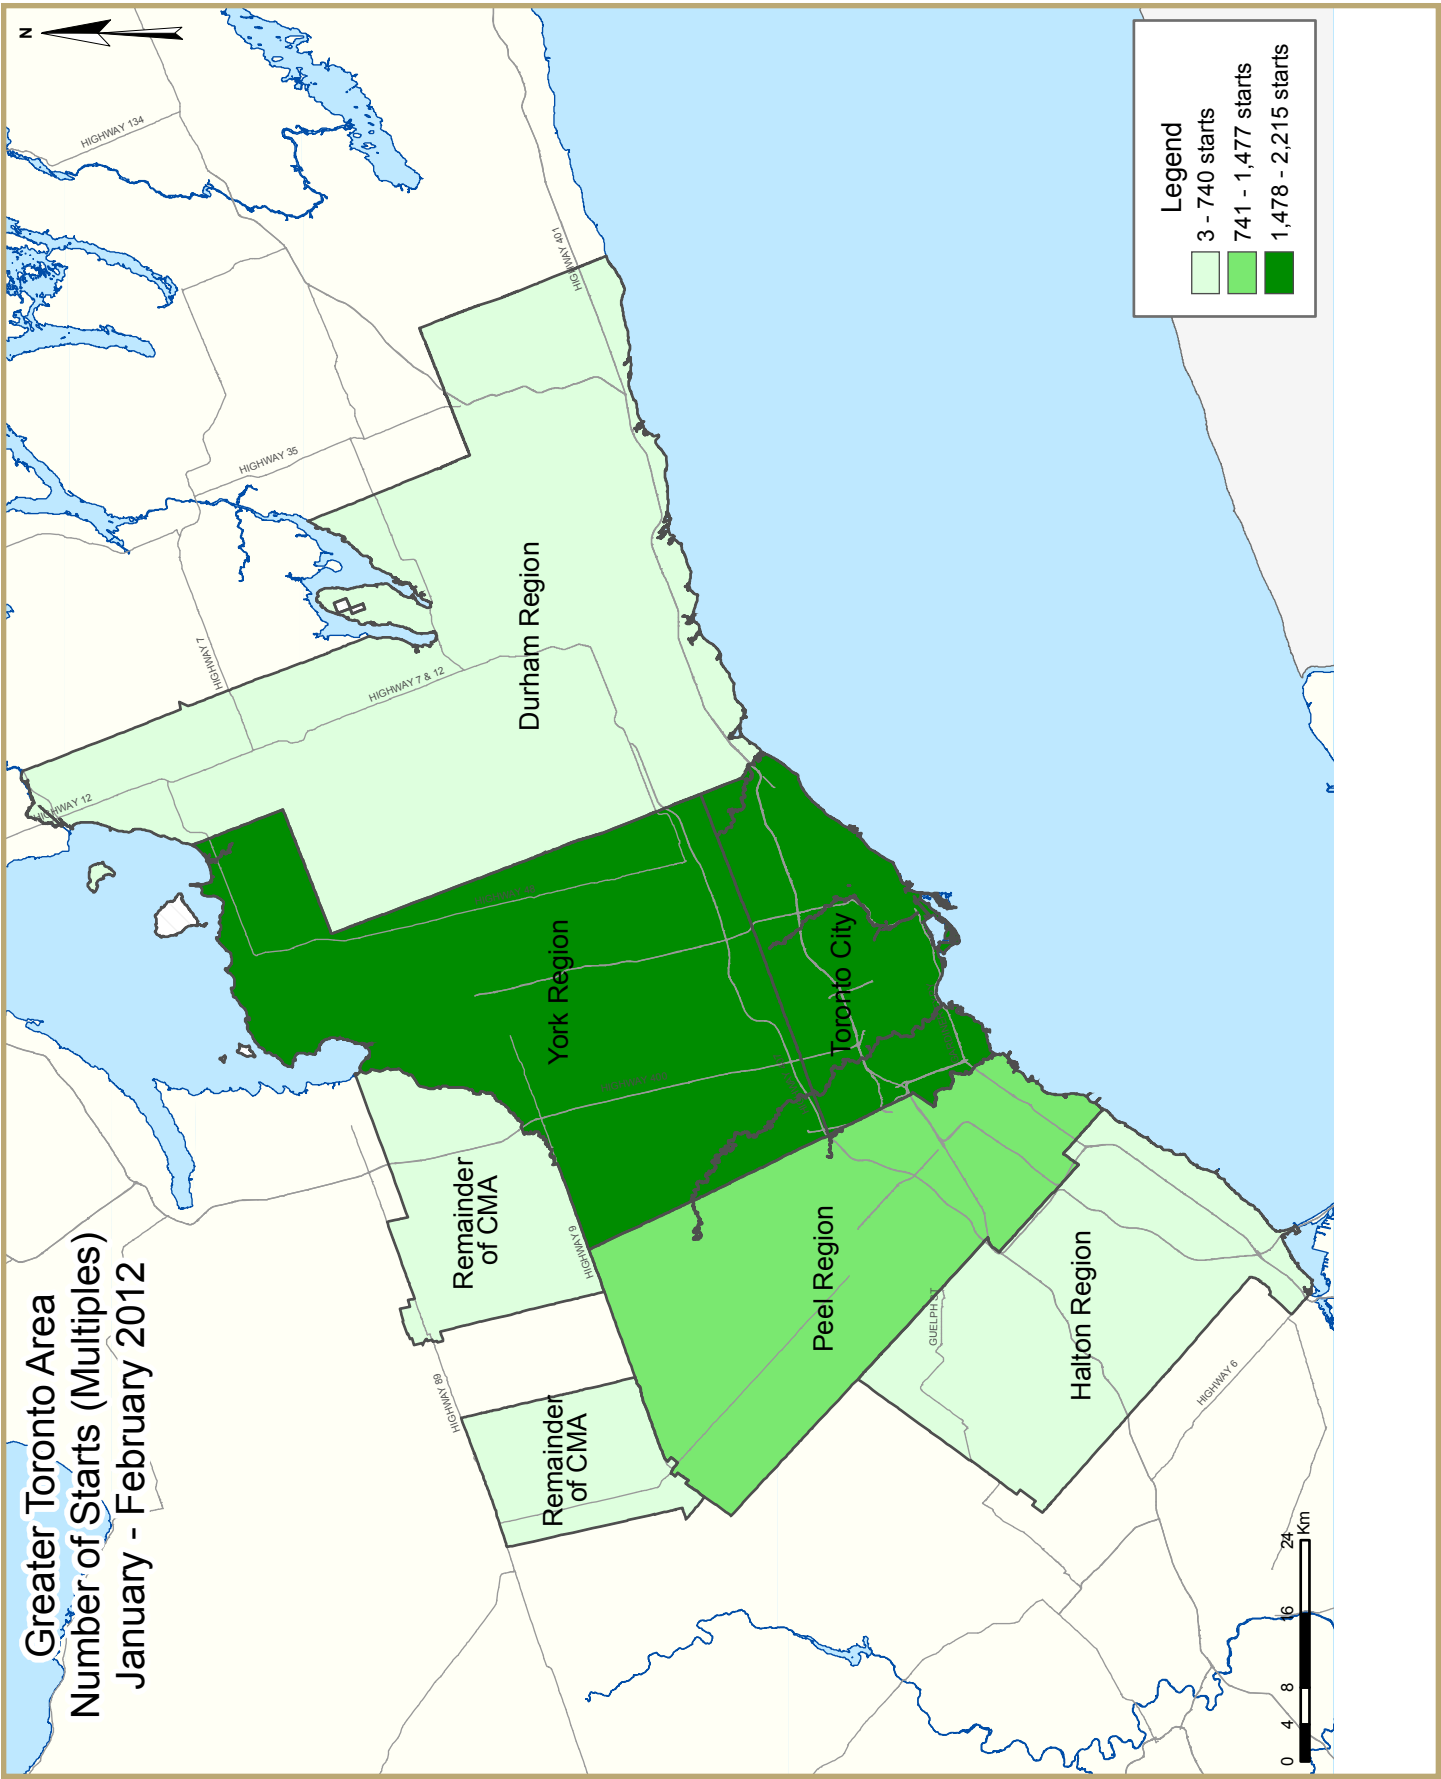 Greater Toronto Area
Number of Starts (Multiples)
January - February 2012
N
HIGHWAY 134
HIGHWAY 401
HIGHWAY 35
HIGHWAY 7
HIGHWAY 7 & 12
HIGHWAY 12
Durham Region
York Region
Toronto City
Remainder
of CMA
HIGHWAY 9
HIGHWAY 89
Remainder
of CMA
Peel Region
GUELPH ST
Halton Region
HIGHWAY 6
Legend
3 - 740 starts
741 - 1,477 starts
1,478 - 2,215 starts
0 4 8 16 24
Km